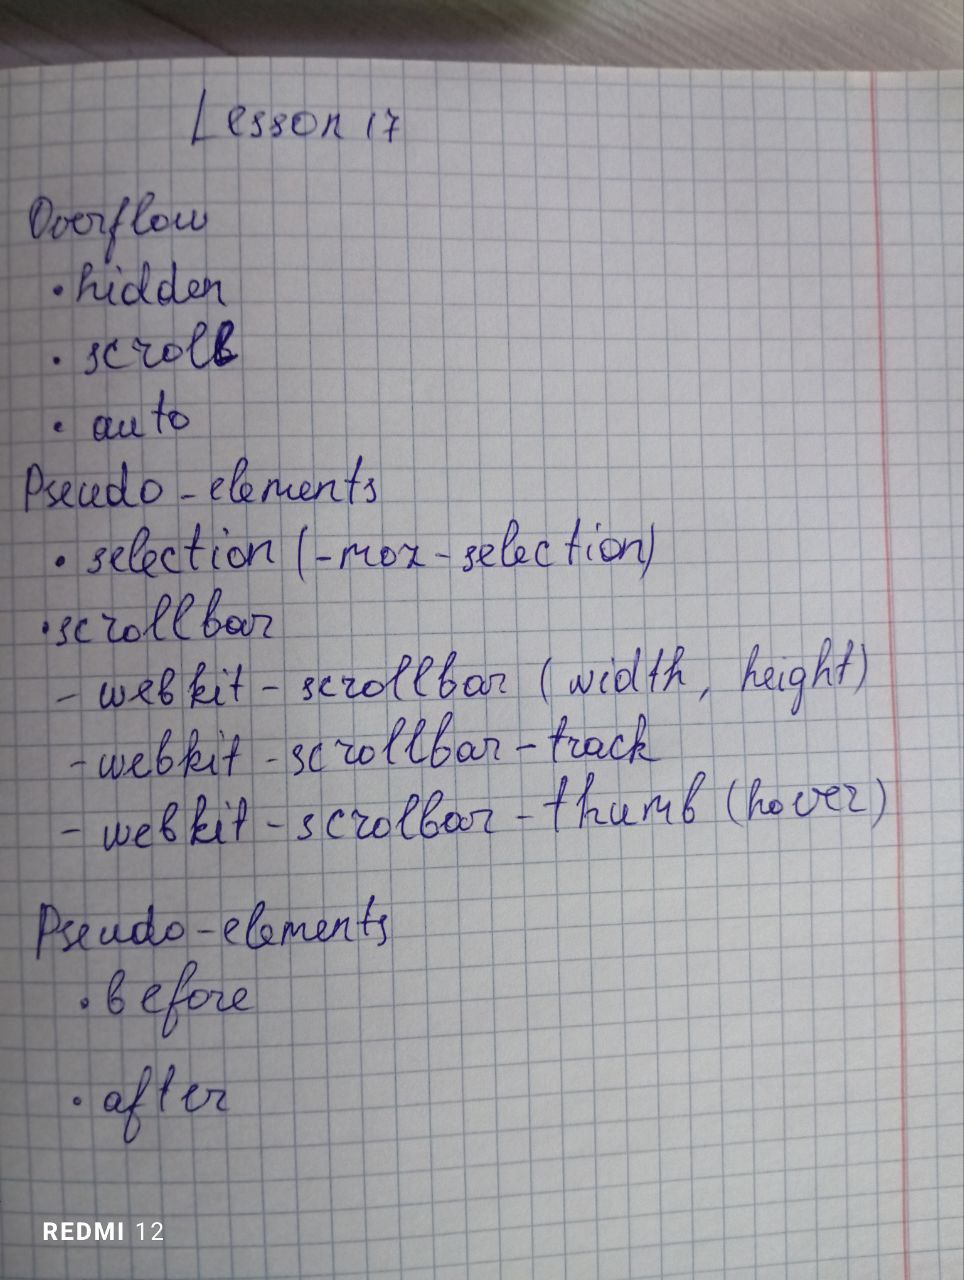 Lesson 17
Overflow
• hidden
• scroll
• auto
Pseudo-elements
• selection (-moz-selection)
• scrollbar
- webkit-scrollbar (width, height)
- webkit-scrollbar-track
- webkit-scrolbar-thumb (hover)
Pseudo-elements
• before
• after
REDMI 12